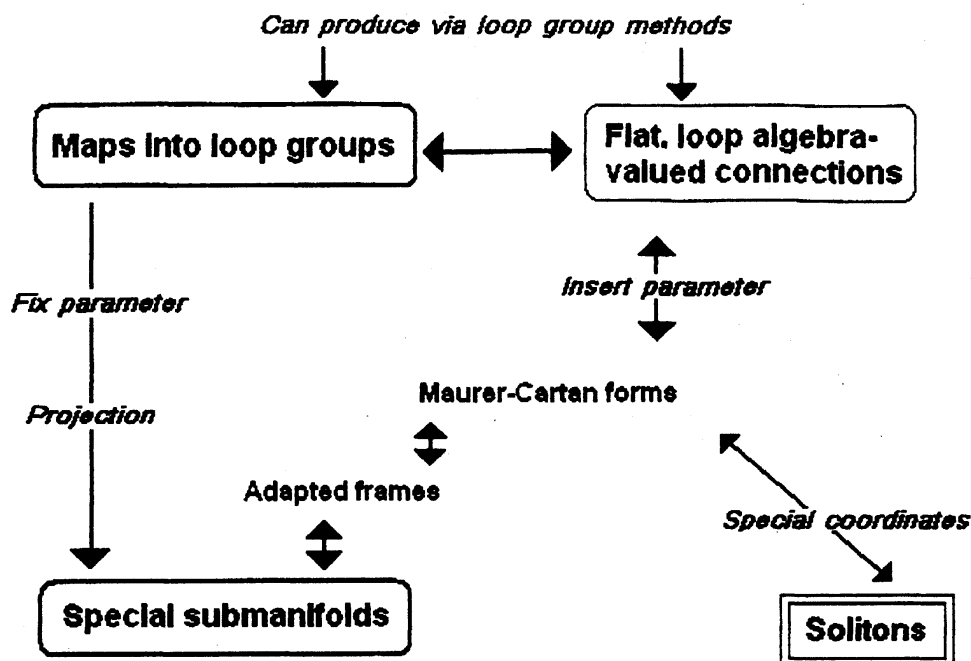 Can produce via loop group methods
Maps into loop groups
Flat. loop algebra-
valued connections
Fix parameter
Insert parameter
Projection
Maurer-Cartan forms
Adapted frames
Special coordinates
Special submanifolds
Solitons